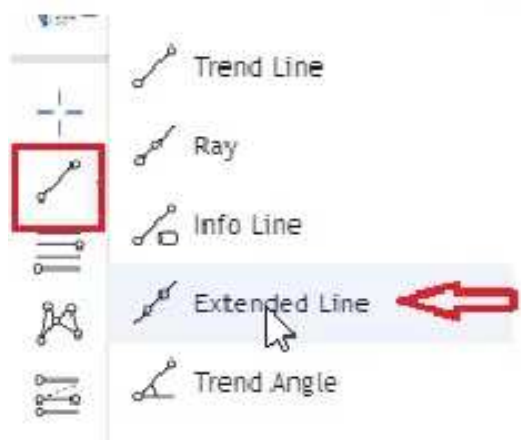 Trend Line
Ray
Info Line
Extended Line
Trend Angle